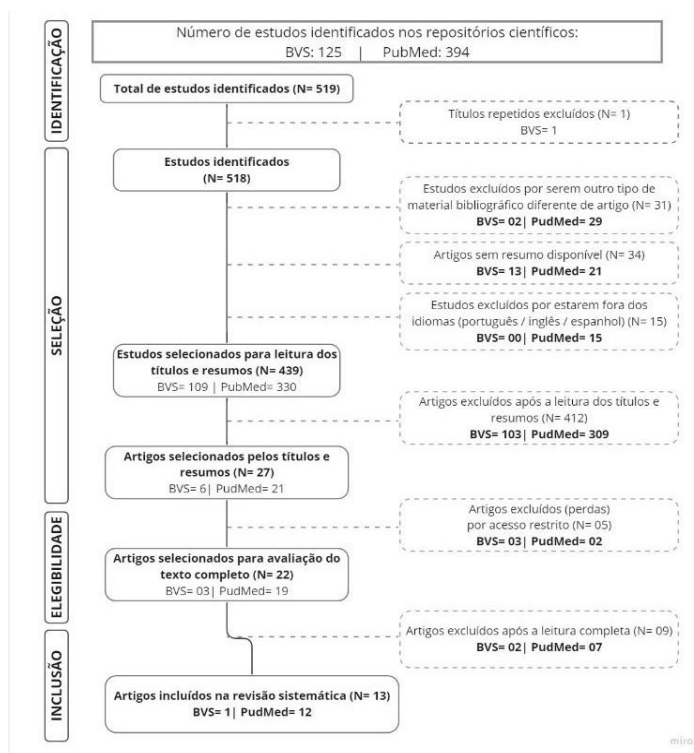 IDENTIFICAÇÃO
Número de estudos identificados nos repositórios científicos:
BVS: 125 | PubMed: 394
Total de estudos identificados (N= 519)
Títulos repetidos excluídos (N= 1)
BVS= 1
SELEÇÃO
Estudos identificados
(N= 518)
Estudos excluídos por serem outro tipo de
material bibliográfico diferente de artigo (N= 31)
BVS= 02| PudMed= 29
Artigos sem resumo disponível (N= 34)
BVS= 13| PudMed= 21
Estudos excluídos por estarem fora dos
idiomas (português / inglês / espanhol) (N= 15)
BVS= 00| PudMed= 15
Estudos selecionados para leitura dos
títulos e resumos (N= 439)
BVS= 109 | PubMed= 330
Artigos excluídos após a leitura dos títulos e
resumos (N= 412)
BVS= 103| PudMed= 309
Artigos selecionados pelos títulos e
resumos (N= 27)
BVS= 6| PudMed= 21
ELEGIBILIDADE
Artigos excluídos (perdas)
por acesso restrito (N= 05)
BVS= 03| PudMed= 02
Artigos selecionados para avaliação do
texto completo (N= 22)
BVS= 03| PudMed= 19
INCLUSÃO
Artigos excluídos após a leitura completa (N= 09)
BVS= 02| PudMed= 07
Artigos incluídos na revisão sistemática (N= 13)
BVS= 1| PudMed= 12
miro